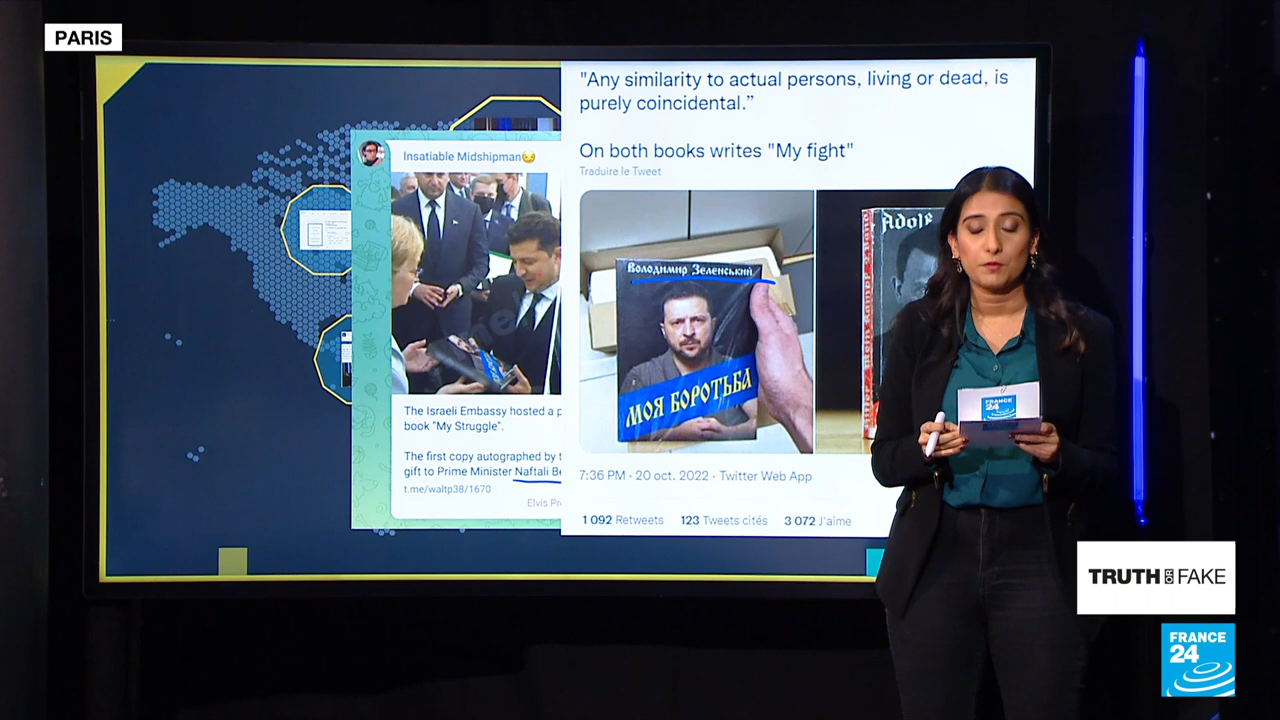 PARIS
"Any similarity to actual persons, living or dead, is
purely coincidental.”
On both books writes "My fight"
Traduire le Tweet
Insatiable Midshipman
Adolf
Володимир Зеленський
МОЯ БОРОТЬБА
The Israeli Embassy hosted a
book "My Struggle".
The first copy autographed by
gift to Prime Minister Naftali
t.me/waltp38/1670
Elvis
7:36 PM · 20 oct. 2022 · Twitter Web App
1 092 Retweets 123 Tweets cités 3 072 J'aime
FRANCE
24
TRUTH OR FAKE
FRANCE
24